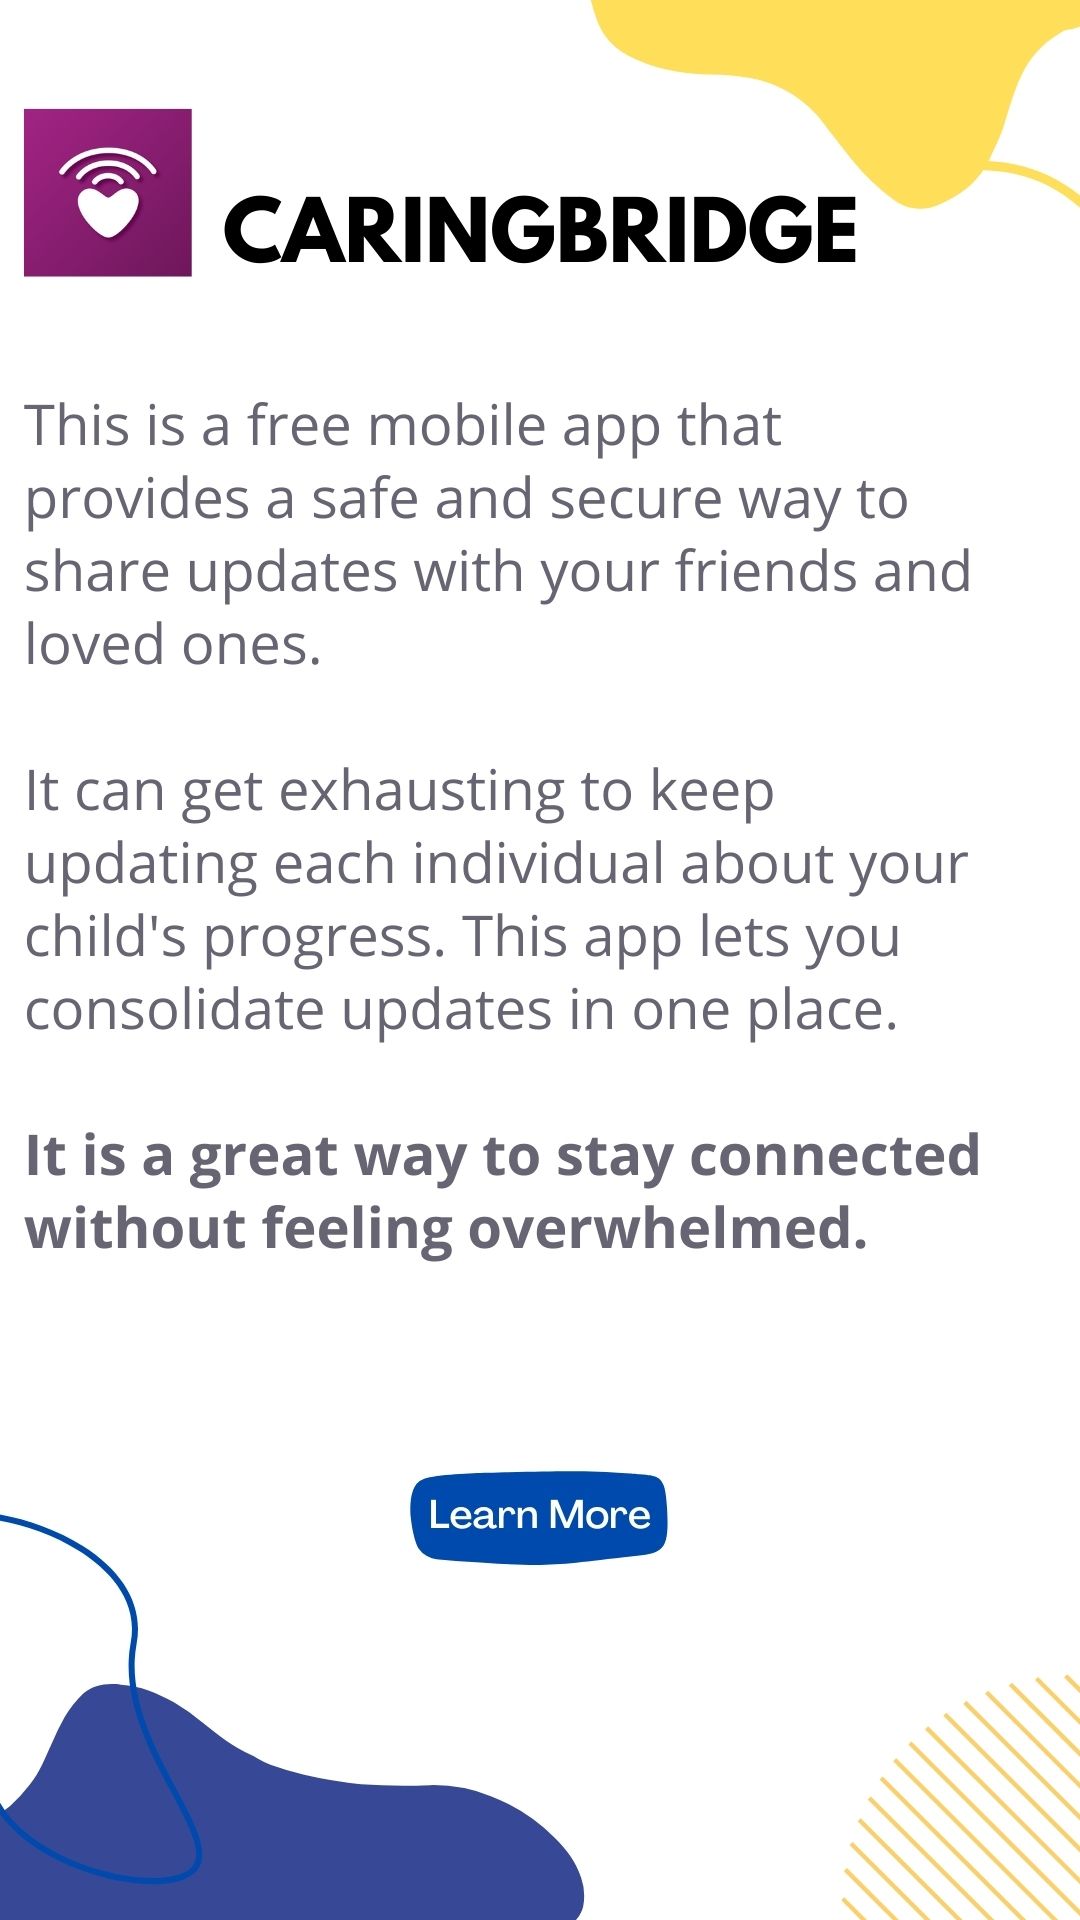 CARINGBRIDGE
This is a free mobile app that
provides a safe and secure way to
share updates with your friends and
loved ones.
It can get exhausting to keep
updating each individual about your
child's progress. This app lets you
consolidate updates in one place.
It is a great way to stay connected
without feeling overwhelmed.
Learn More